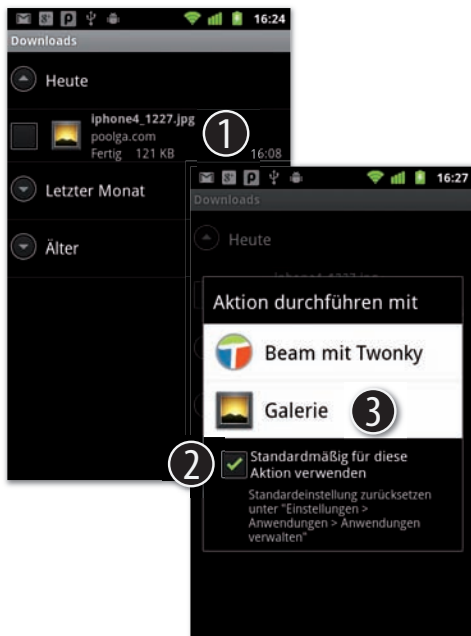 16:24
Downloads
Heute
iphone4_1227.jpg
poolga.com
Fertig 121 KB 16:08
1
Letzter Monat
Älter
16:27
Downloads
Heute
Aktion durchführen mit
Beam mit Twonky
Galerie
3
2
Standardmäßig für diese
Aktion verwenden
Standardeinstellung zurücksetzen
unter "Einstellungen >
Anwendungen > Anwendungen
verwalten"